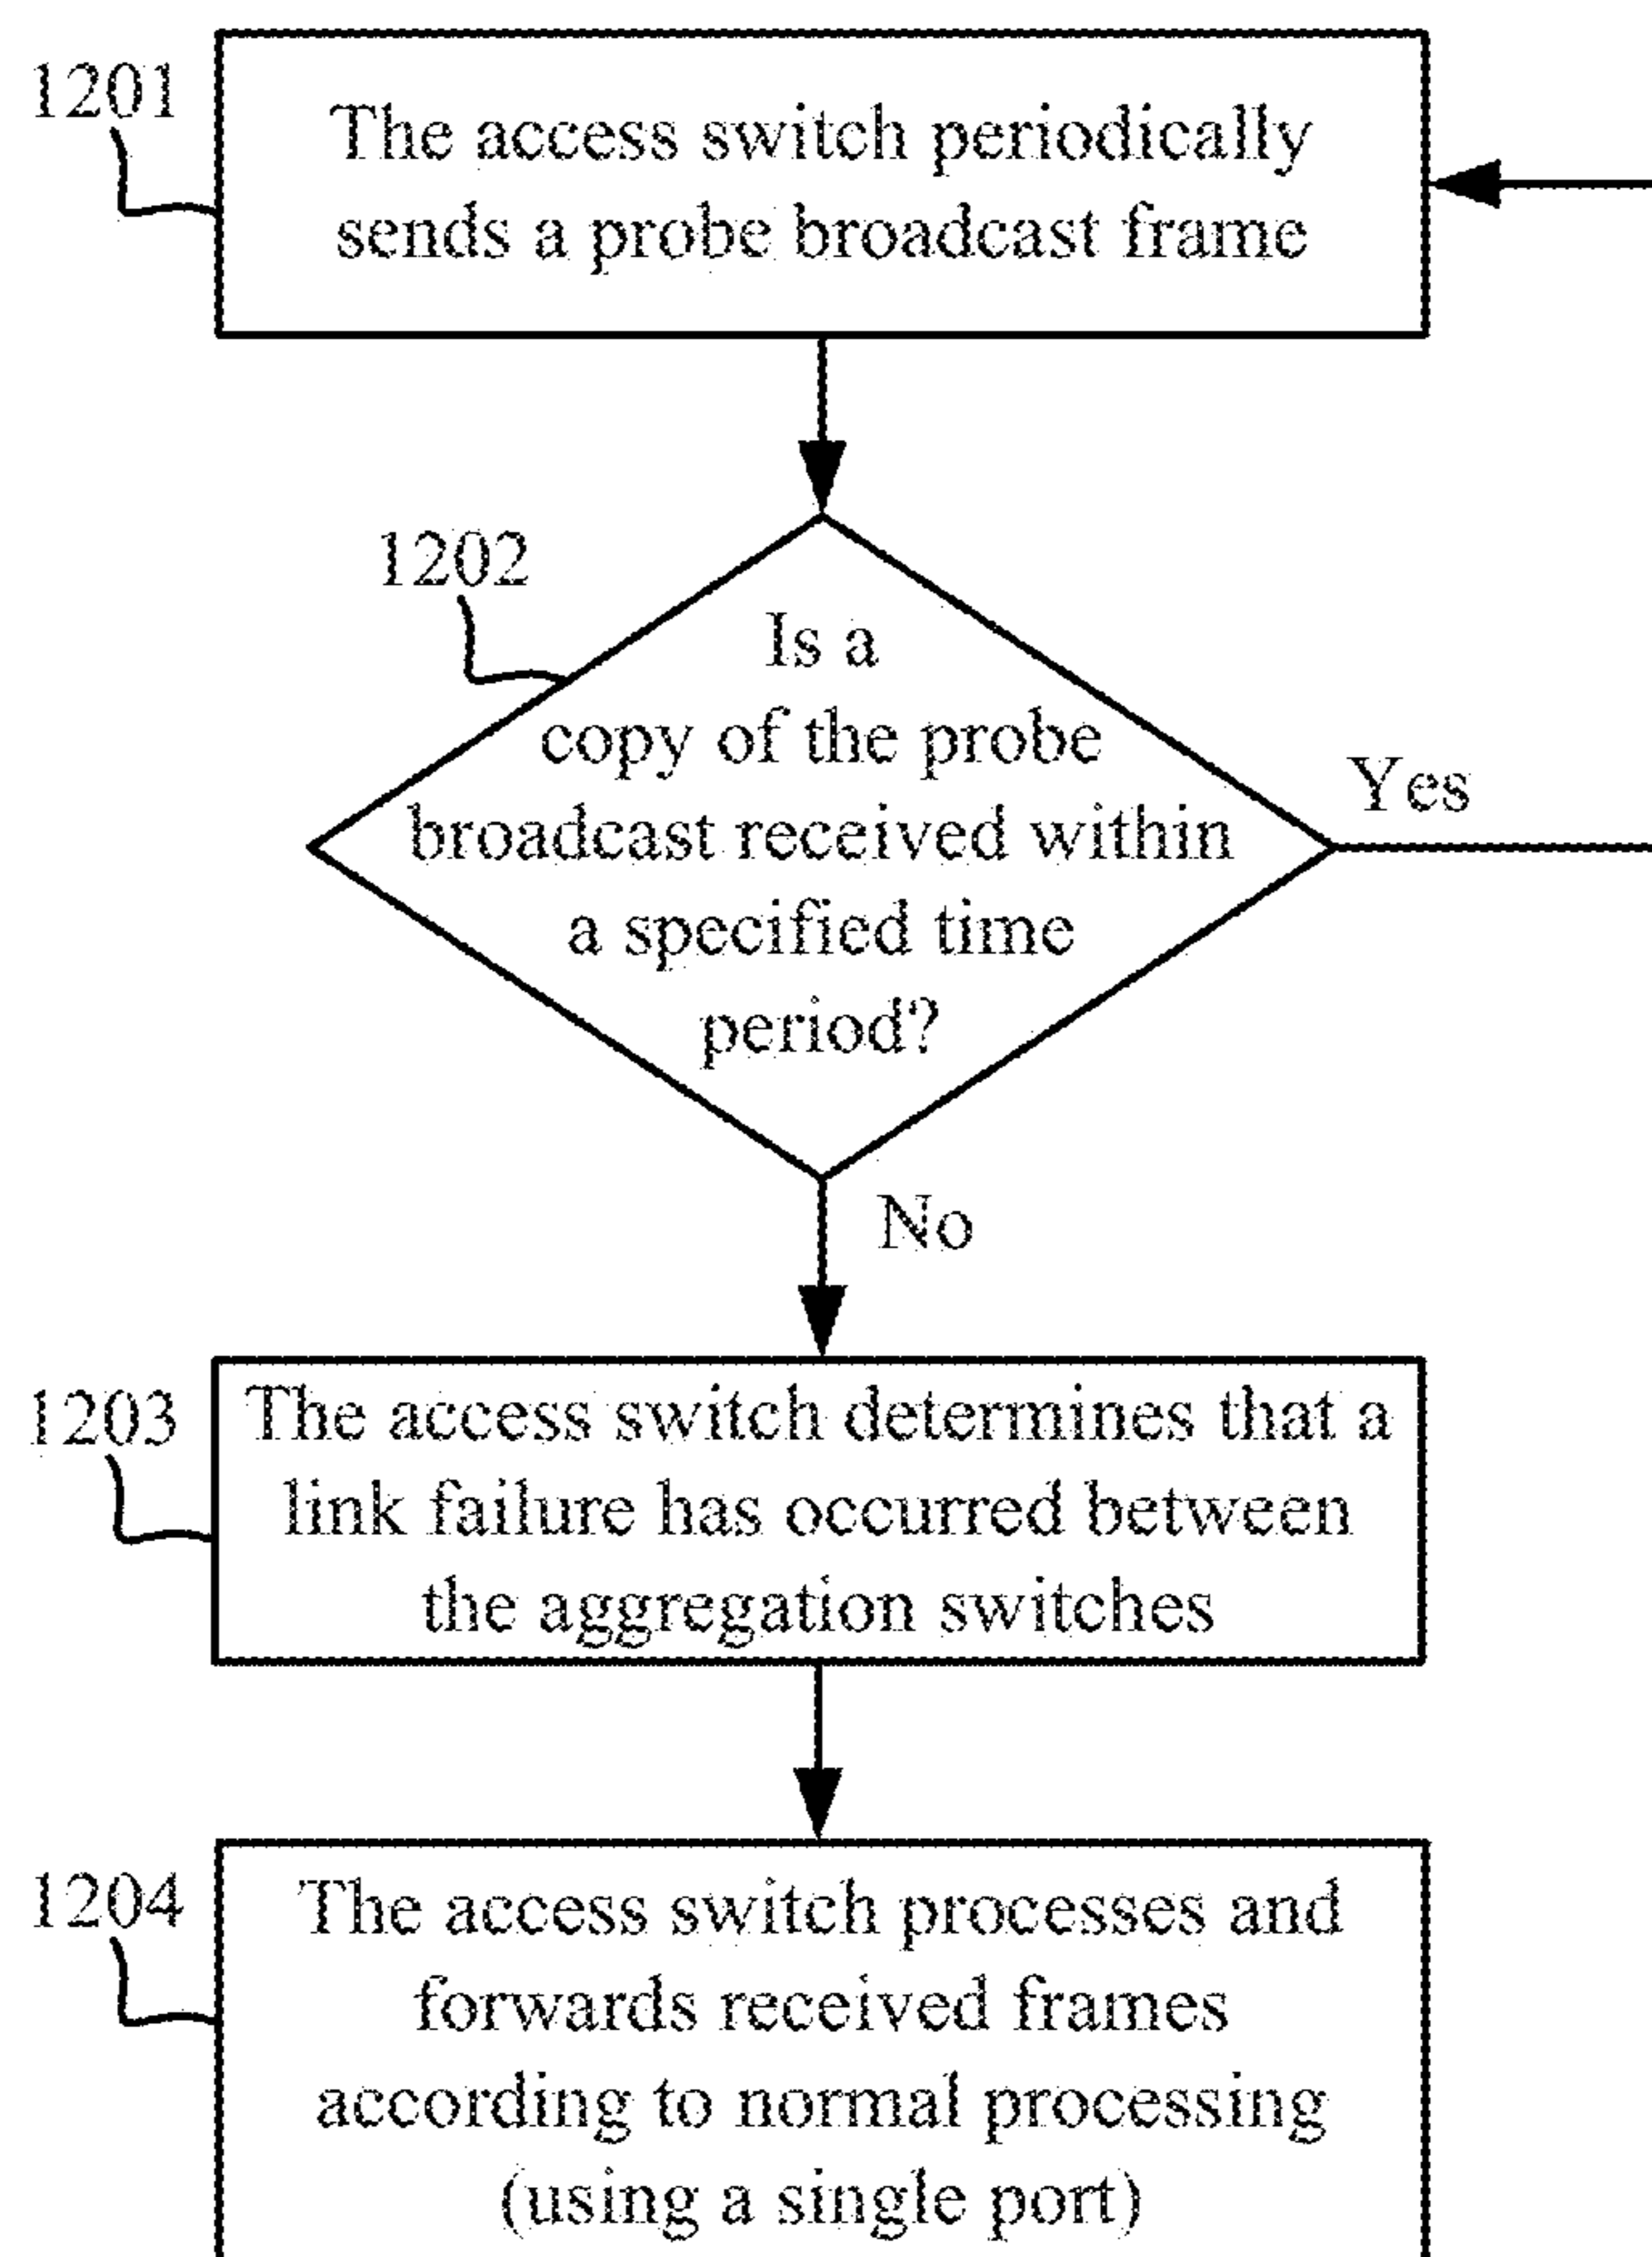 1201
The access switch periodically
sends a probe broadcast frame
1202
Is a
copy of the probe
broadcast received within
a specified time
period?
Yes
No
1203
The access switch determines that a
link failure has occurred between
the aggregation switches
1204
The access switch processes and
forwards received frames
according to normal processing
(using a single port)